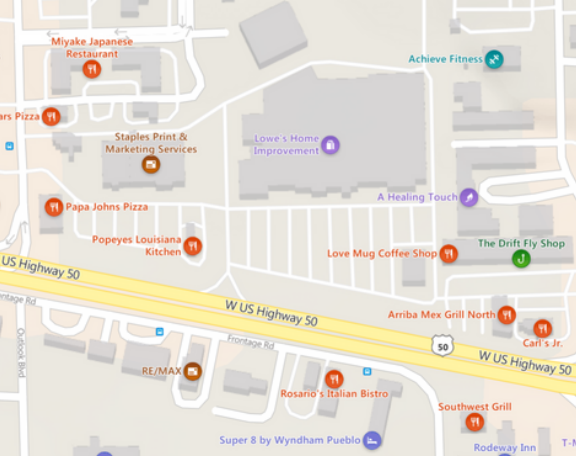 Miyake Japanese
Restaurant
Achieve Fitness
ars Pizza
Staples Print &
Marketing Services
Lowe's Home
Improvement
A Healing Touch
Papa Johns Pizza
Popeyes Louisiana
Kitchen
Love Mug Coffee Shop
The Drift Fly Shop
US Highway 50
ontage Rd
W US Highway 50
Arriba Mex Grill North
Carl's Jr.
50
W US Highway 50
Outlook Blvd
Frontage Rd
RE/MAX
Rosario's Italian Bistro
Southwest Grill
Super 8 by Wyndham Pueblo
Rodeway Inn
T-M